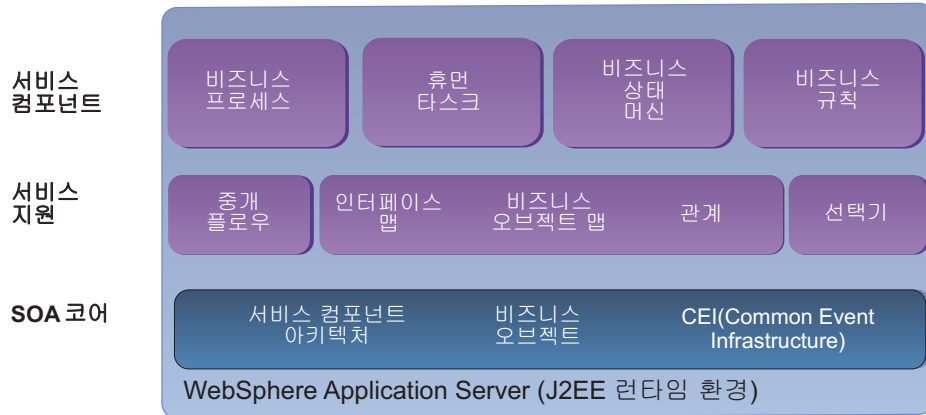 서비스
컴포넌트
비즈니스
프로세스
휴먼
타스크
비즈니스
상태
머신
비즈니스
규칙
서비스
지원
중개
플로우
인터페이스
맵
비즈니스
오브젝트 맵
관계
선택기
SOA 코어
서비스 컴포넌트
아키텍처
비즈니스
오브젝트
CEI(Common Event
Infrastructure)
WebSphere Application Server (J2EE 런타임 환경)